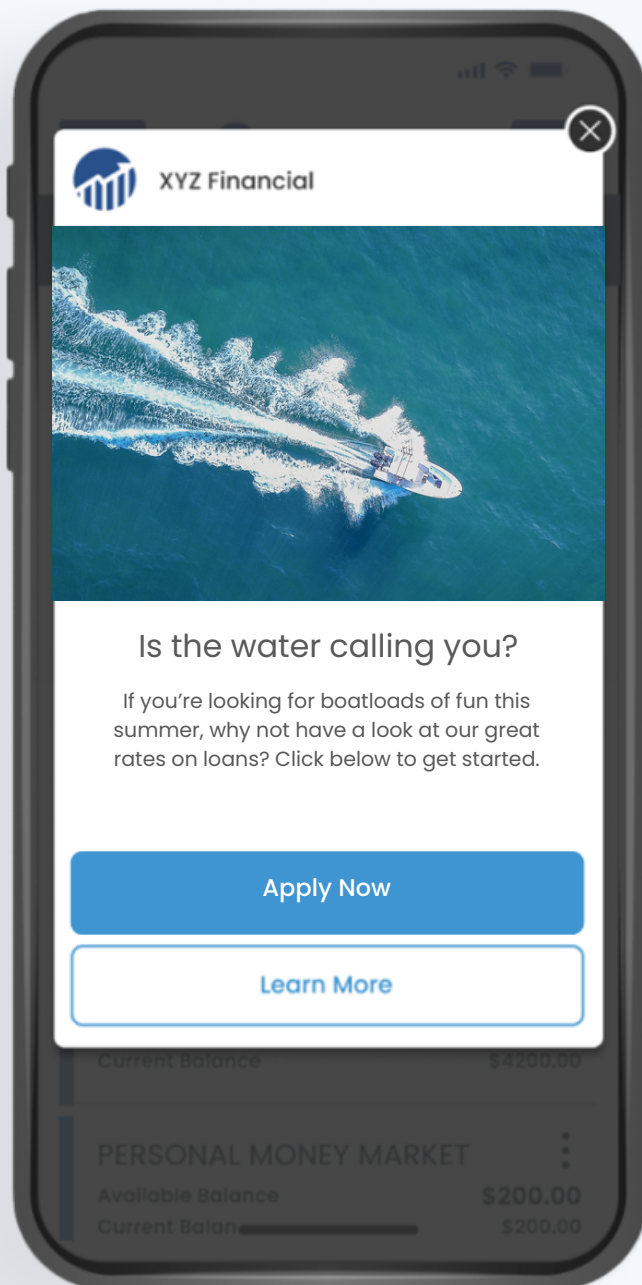 XYZ Financial
Is the water calling you?
If you’re looking for boatloads of fun this
summer, why not have a look at our great
rates on loans? Click below to get started.
Apply Now
Learn More
Current Balance $4200.00
PERSONAL MONEY MARKET
Available Balance $200.00
Current Balan $200.00